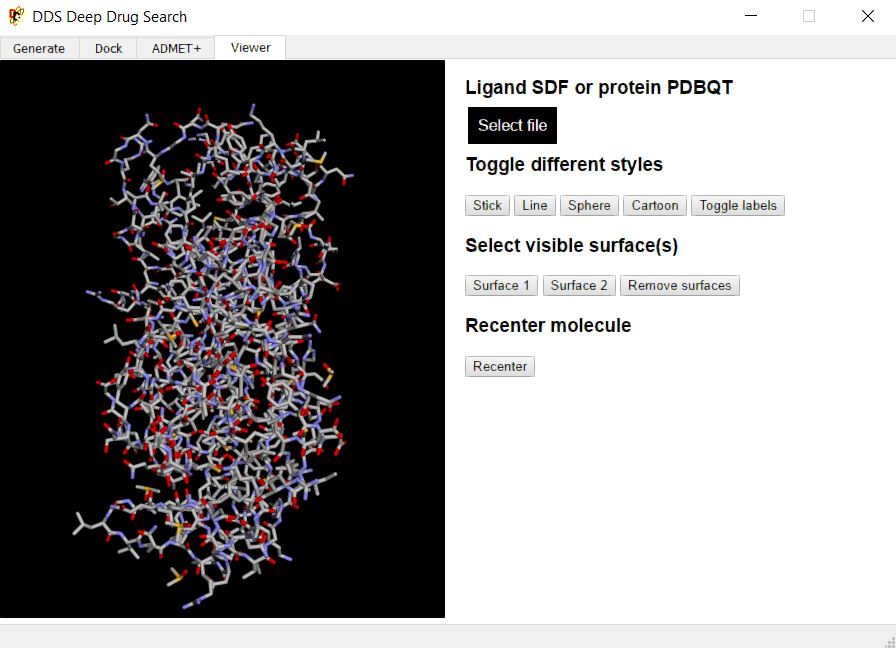 DDS Deep Drug Search
Generate Dock ADMET+ Viewer
Ligand SDF or protein PDBQT
Select file
Toggle different styles
Stick Line Sphere Cartoon Toggle labels
Select visible surface(s)
Surface 1 Surface 2 Remove surfaces
Recenter molecule
Recenter